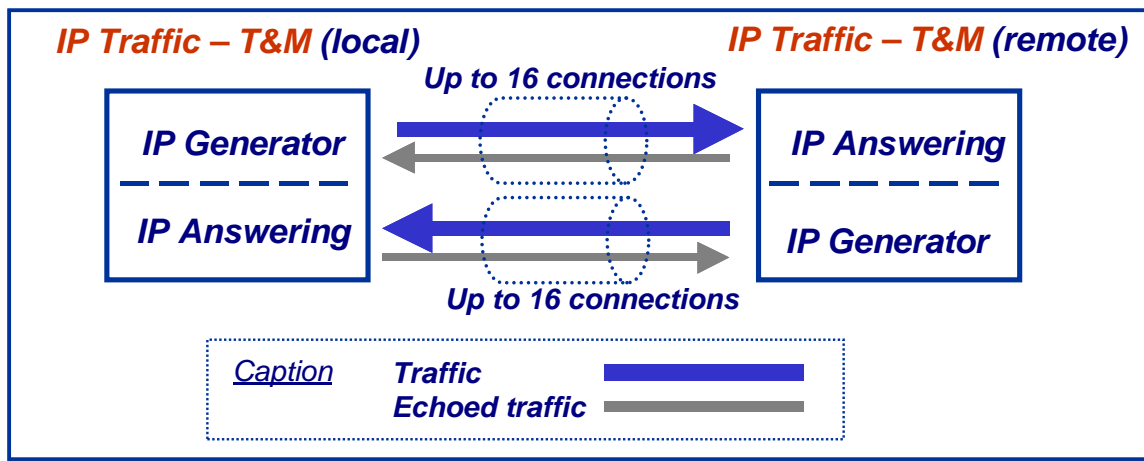 IP Traffic – T&M (local)
IP Traffic – T&M (remote)
Up to 16 connections
IP Generator
IP Answering
IP Answering
IP Generator
Up to 16 connections
Caption
Traffic
Echoed traffic